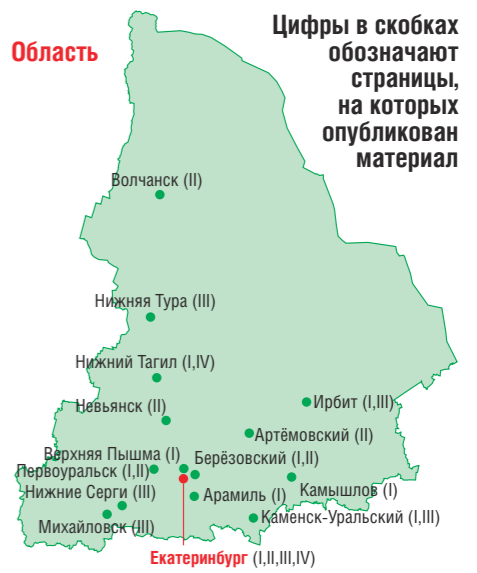 Область
Цифры в скобках
обозначают
страницы,
на которых
опубликован
материал
Волчанск (II)
Нижняя Тура (III)
Нижний Тагил (I,IV)
Невьянск (II)
Ирбит (I,III)
Артёмовский (II)
Верхняя Пышма (I)
Берёзовский (I,II)
Первоуральск (I,II)
Нижние Серги (III)
Арамиль (I)
Камышлов (I)
Михайловск (III)
Каменск-Уральский (I,III)
Екатеринбург (I,II,III,IV)